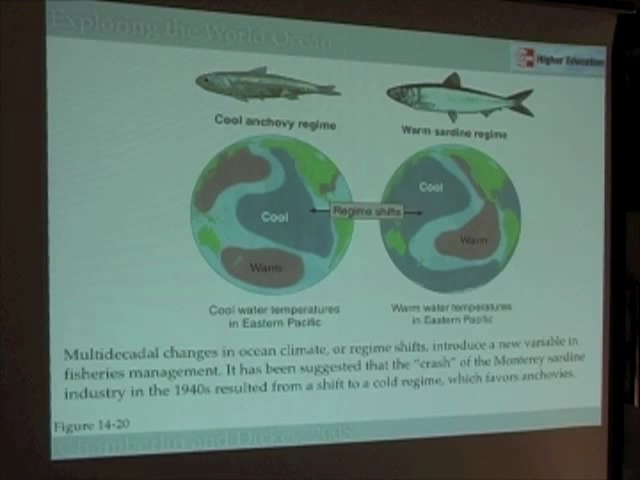 Exploring the World Ocean
Higher Education
Cool anchovy regime
Warm sardine regime
Cool
Cool
Regime shifts
Warm
Warm
Cool water temperatures
in Eastern Pacific
Warm water temperatures
in Eastern Pacific
Multidecadal changes in ocean climate, or regime shifts, introduce a new variable in
fisheries management. It has been suggested that the "crash" of the Monterey sardine
industry in the 1940s resulted from a shift to a cold regime, which favors anchovies.
Figure 14-20
Chamberlin and Dickey, 2008